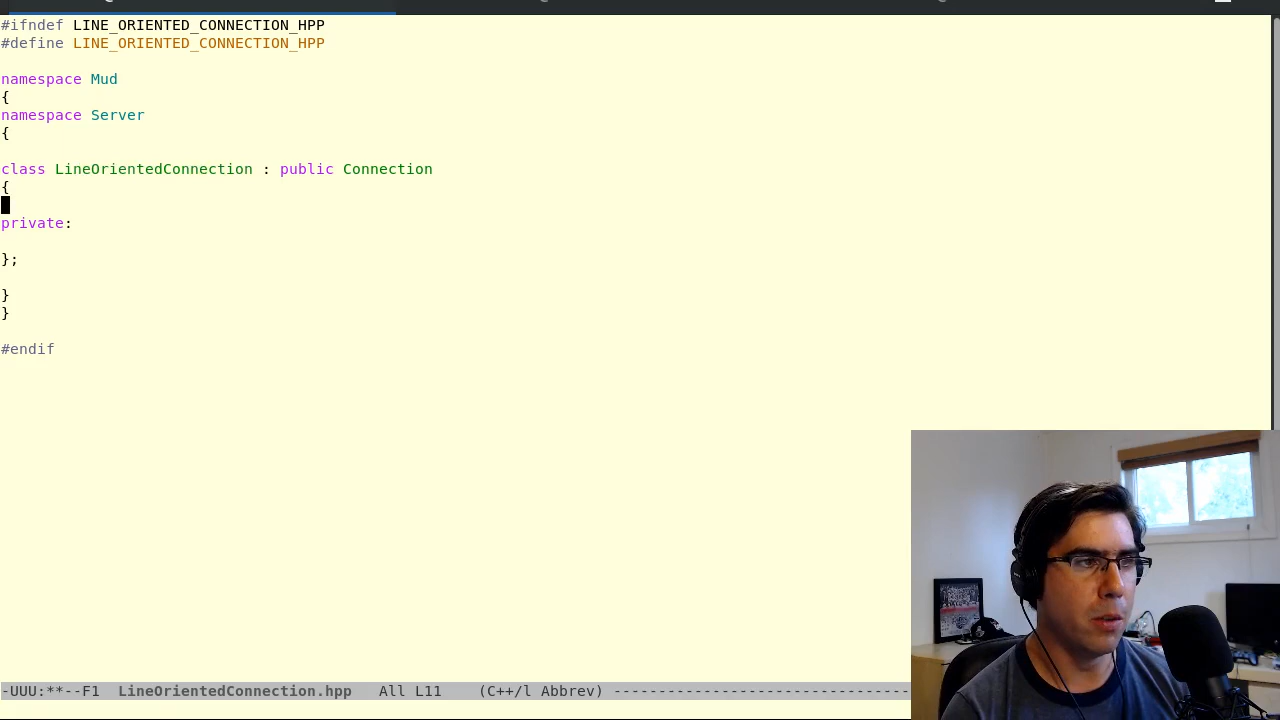 #ifndef LINE_ORIENTED_CONNECTION_HPP
#define LINE_ORIENTED_CONNECTION_HPP
namespace Mud
{
namespace Server
{
class LineOrientedConnection : public Connection
{
private:
};
}
}
#endif
-UUU:**--F1  LineOrientedConnection.hpp   All L11    (C++/l Abbrev) ---------------------------------